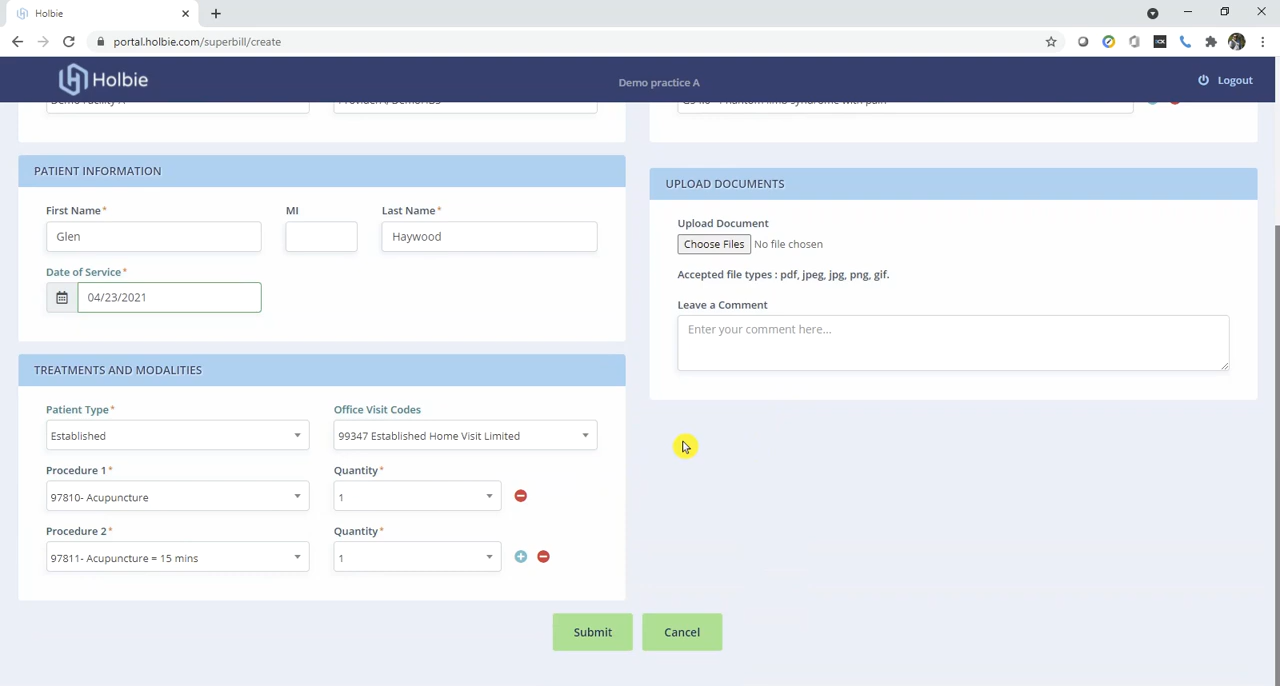 Holbie
portal.holbie.com/superbill/create
Holbie
Demo practice A
Logout
Demo Facility
PATIENT INFORMATION
First Name*
MI
Last Name*
Glen
Haywood
Date of Service*
04/23/2021
TREATMENTS AND MODALITIES
Patient Type*
Office Visit Codes
Established
99347 Established Home Visit Limited
Procedure 1*
Quantity*
97810- Acupuncture
1
Procedure 2*
Quantity*
97811- Acupuncture = 15 mins
1
UPLOAD DOCUMENTS
Upload Document
Choose Files No file chosen
Accepted file types : pdf, jpeg, jpg, png, gif.
Leave a Comment
Enter your comment here...
Submit
Cancel